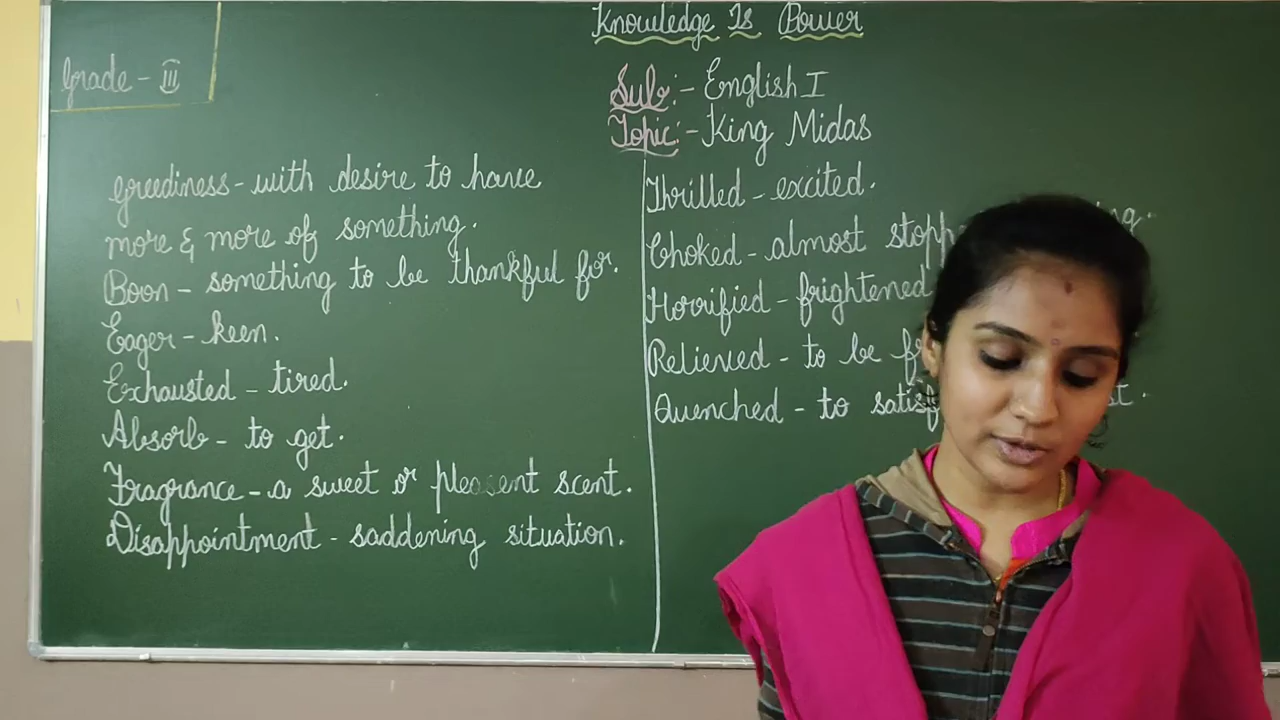 Knowledge Is Power
Grade - III
Sub:- English I
Topic:- King Midas
Greediness - with desire to have
more & more of something.
Boon - something to be thankful for.
Eager - keen.
Exhausted - tired.
Absorb - to get.
Fragrance - a sweet or pleasent scent.
Disappointment - saddening situation.
Thrilled - excited.
Choked - almost
Horrified - frightened
Relieved - to be
Quenched - to